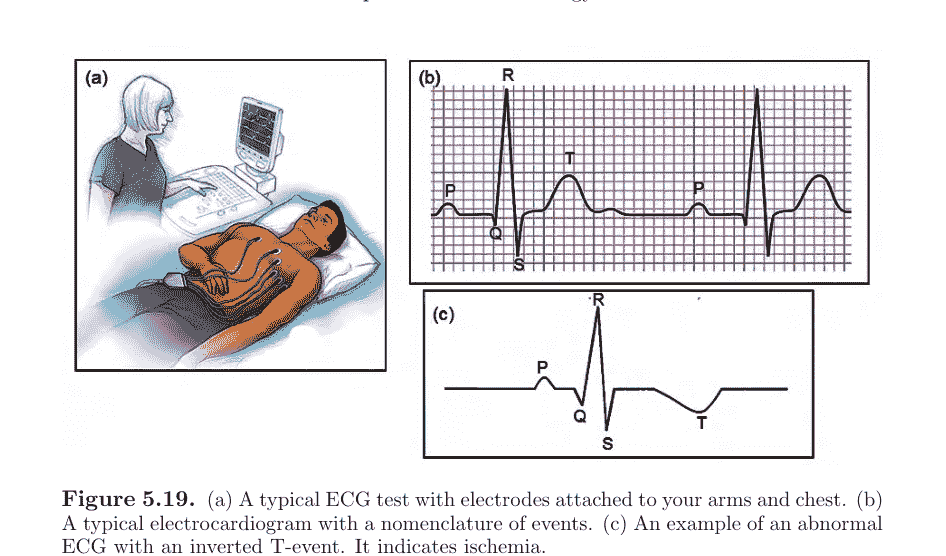 (a)
(b)
R
T
P
P
Q
S
(c)
R
P
Q
T
S
Figure 5.19. (a) A typical ECG test with electrodes attached to your arms and chest. (b)
A typical electrocardiogram with a nomenclature of events. (c) An example of an abnormal
ECG with an inverted T-event. It indicates ischemia.